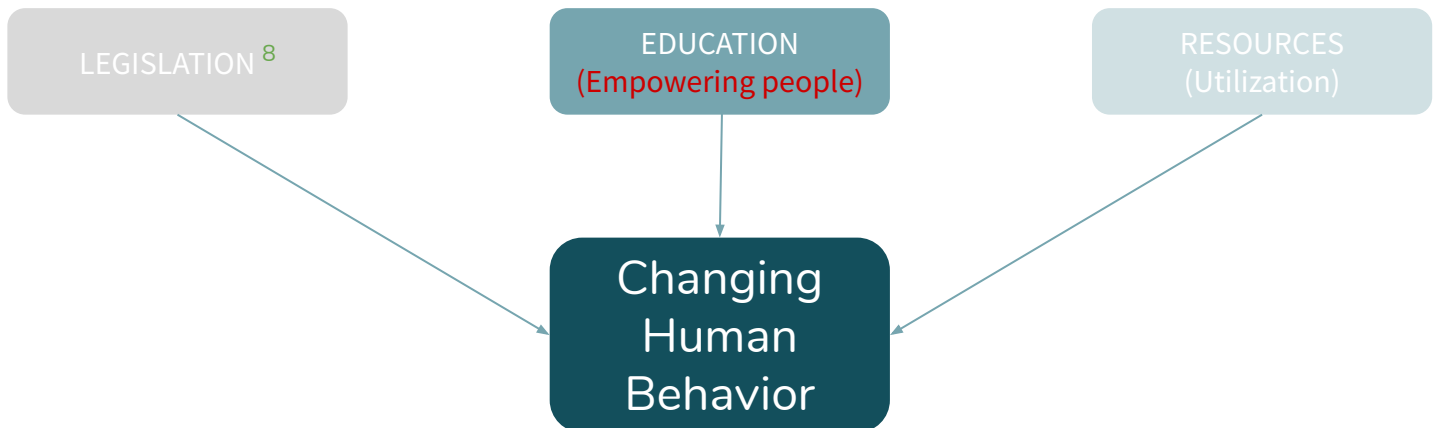 LEGISLATION 8
EDUCATION
(Empowering people)
RESOURCES
(Utilization)
Changing
Human
Behavior